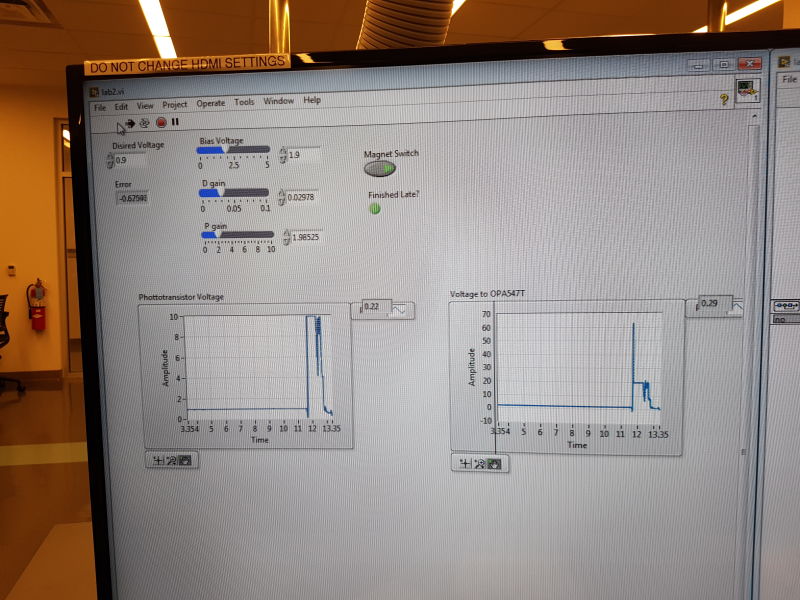 DO NOT CHANGE HDMI SETTINGS
lab2.vi
File Edit View Project Operate Tools Window Help
File
Disired Voltage
0.9
Bias Voltage
0 2.5 5
1.9
Magnet Switch
Error
D gain
0 0.05 0.1
0.02978
Finished Late?
P gain
0 2 4 6 8 10
1.98525
Phototransistor Voltage
0.22
Amplitude
10
8
6
4
2
0
3.354 5 6 7 8 9 10 11 12 13.35
Time
Voltage to OPA547T
0.29
Amplitude
70
60
50
40
30
20
10
0
-10
3.354 5 6 7 8 9 10 11 12 13.35
Time
no